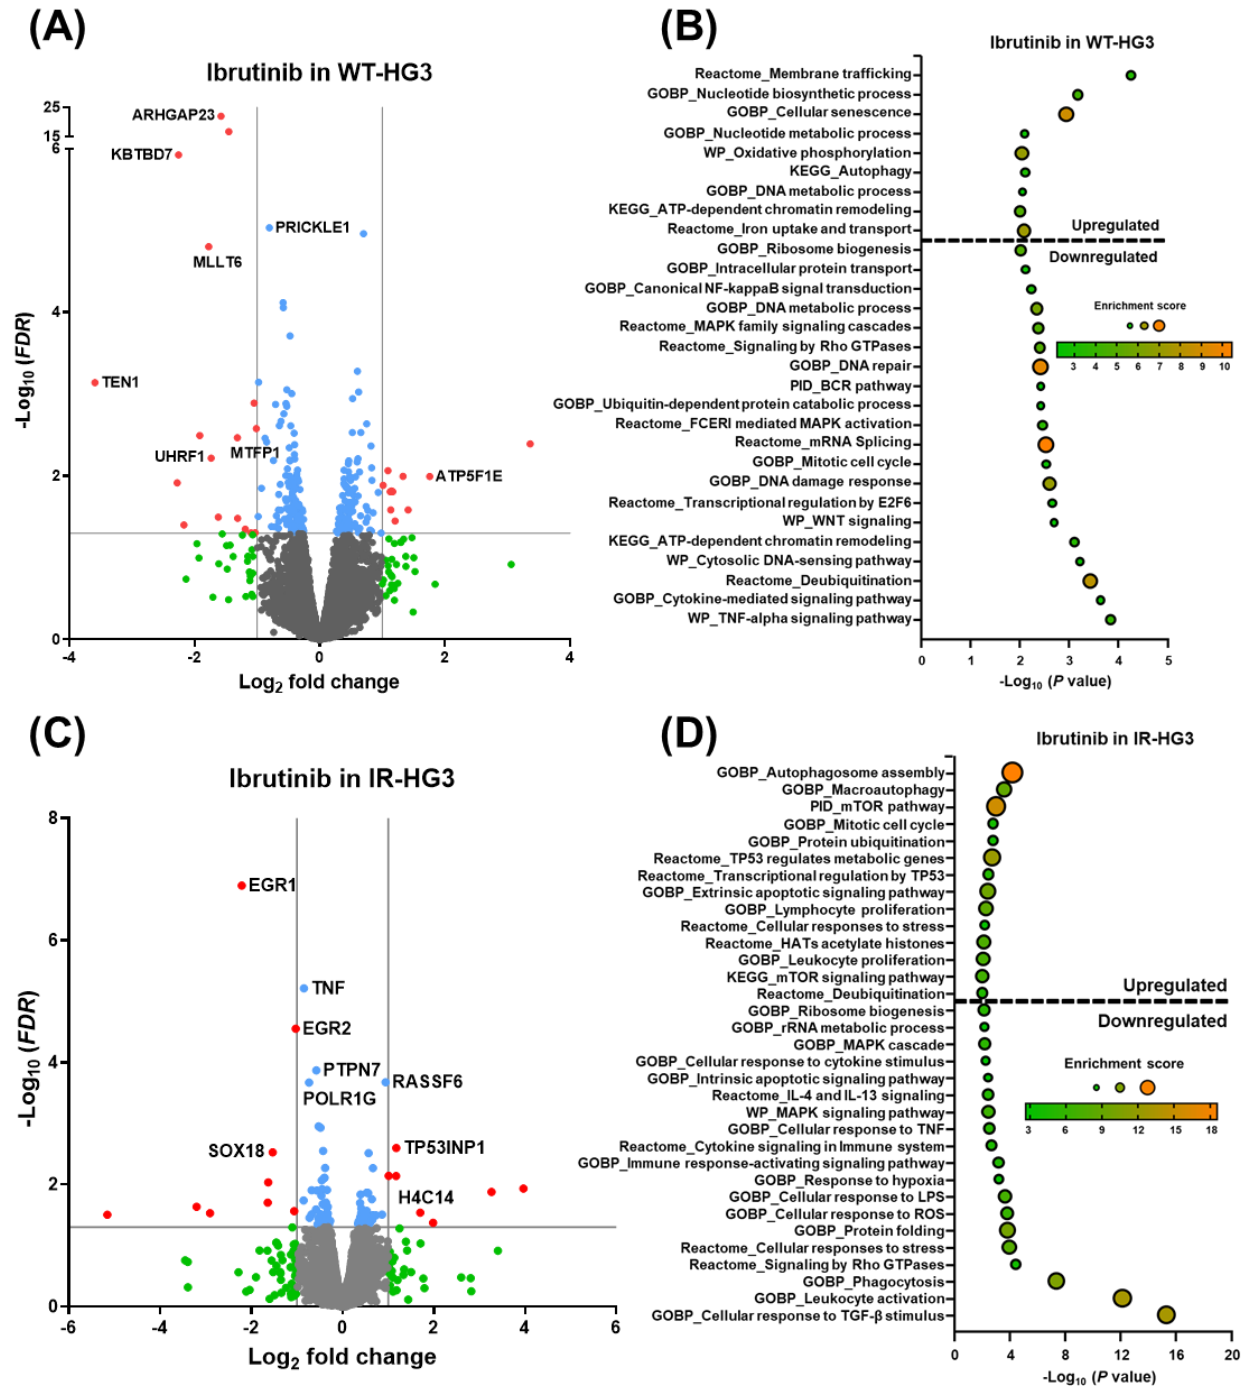 (A)
Ibrutinib in WT-HG3
25
15
6
4
2
0
-Log10 (FDR)
ARHGAP23
KBTBD7
PRICKLE1
MLLT6
TEN1
MTFP1
UHRF1
ATP5F1E
-4
-2
0
2
4
Log2 fold change
(B)
Ibrutinib in WT-HG3
Reactome_Membrane trafficking
GOBP_Nucleotide biosynthetic process
GOBP_Cellular senescence
GOBP_Nucleotide metabolic process
WP_Oxidative phosphorylation
KEGG_Autophagy
GOBP_DNA metabolic process
KEGG_ATP-dependent chromatin remodeling
Reactome_Iron uptake and transport
Upregulated
GOBP_Ribosome biogenesis
Downregulated
GOBP_Intracellular protein transport
GOBP_Canonical NF-kappaB signal transduction
GOBP_DNA metabolic process
Reactome_MAPK family signaling cascades
Reactome_Signaling by Rho GTPases
GOBP_DNA repair
PID_BCR pathway
GOBP_Ubiquitin-dependent protein catabolic process
Reactome_FCERI mediated MAPK activation
Reactome_mRNA Splicing
GOBP_Mitotic cell cycle
GOBP_DNA damage response
Reactome_Transcriptional regulation by E2F6
WP_WNT signaling
KEGG_ATP-dependent chromatin remodeling
WP_Cytosolic DNA-sensing pathway
Reactome_Deubiquitination
GOBP_Cytokine-mediated signaling pathway
WP_TNF-alpha signaling pathway
Enrichment score
3 4 5 6 7 8 9 10
0 1 2 3 4 5
-Log10 (P value)
(C)
Ibrutinib in IR-HG3
8
6
4
2
0
-Log10 (FDR)
EGR1
TNF
EGR2
PTPN7
RASSF6
POLR1G
SOX18
TP53INP1
H4C14
-6
-4
-2
0
2
4
6
Log2 fold change
(D)
Ibrutinib in IR-HG3
GOBP_Autophagosome assembly
GOBP_Macroautophagy
PID_mTOR pathway
GOBP_Mitotic cell cycle
GOBP_Protein ubiquitination
Reactome_TP53 regulates metabolic genes
Reactome_Transcriptional regulation by TP53
GOBP_Extrinsic apoptotic signaling pathway
GOBP_Lymphocyte proliferation
Reactome_Cellular responses to stress
Reactome_HATs acetylate histones
GOBP_Leukocyte proliferation
KEGG_mTOR signaling pathway
Reactome_Deubiquitination
Upregulated
GOBP_Ribosome biogenesis
Downregulated
GOBP_rRNA metabolic process
GOBP_MAPK cascade
GOBP_Cellular response to cytokine stimulus
GOBP_Intrinsic apoptotic signaling pathway
Reactome_IL-4 and IL-13 signaling
WP_MAPK signaling pathway
GOBP_Cellular response to TNF
Reactome_Cytokine signaling in Immune system
GOBP_Immune response-activating signaling pathway
GOBP_Response to hypoxia
GOBP_Cellular response to LPS
GOBP_Cellular response to ROS
GOBP_Protein folding
Reactome_Cellular responses to stress
Reactome_Signaling by Rho GTPases
GOBP_Phagocytosis
GOBP_Leukocyte activation
GOBP_Cellular response to TGF-β stimulus
Enrichment score
3 6 9 12 15 18
0 4 8 12 16 20
-Log10 (P value)